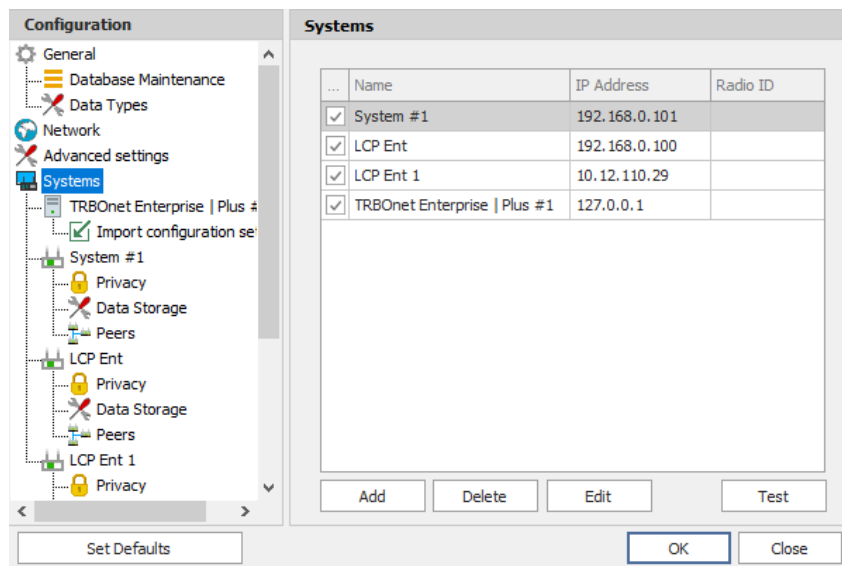 Configuration
General
Database Maintenance
Data Types
Network
Advanced settings
Systems
TRBOnet Enterprise | Plus #
Import configuration se
System #1
Privacy
Data Storage
Peers
LCP Ent
Privacy
Data Storage
Peers
LCP Ent 1
Privacy
Set Defaults
Systems
... Name IP Address Radio ID
System #1 192.168.0.101
LCP Ent 192.168.0.100
LCP Ent 1 10.12.110.29
TRBOnet Enterprise | Plus #1 127.0.0.1
Add Delete Edit Test
OK Close